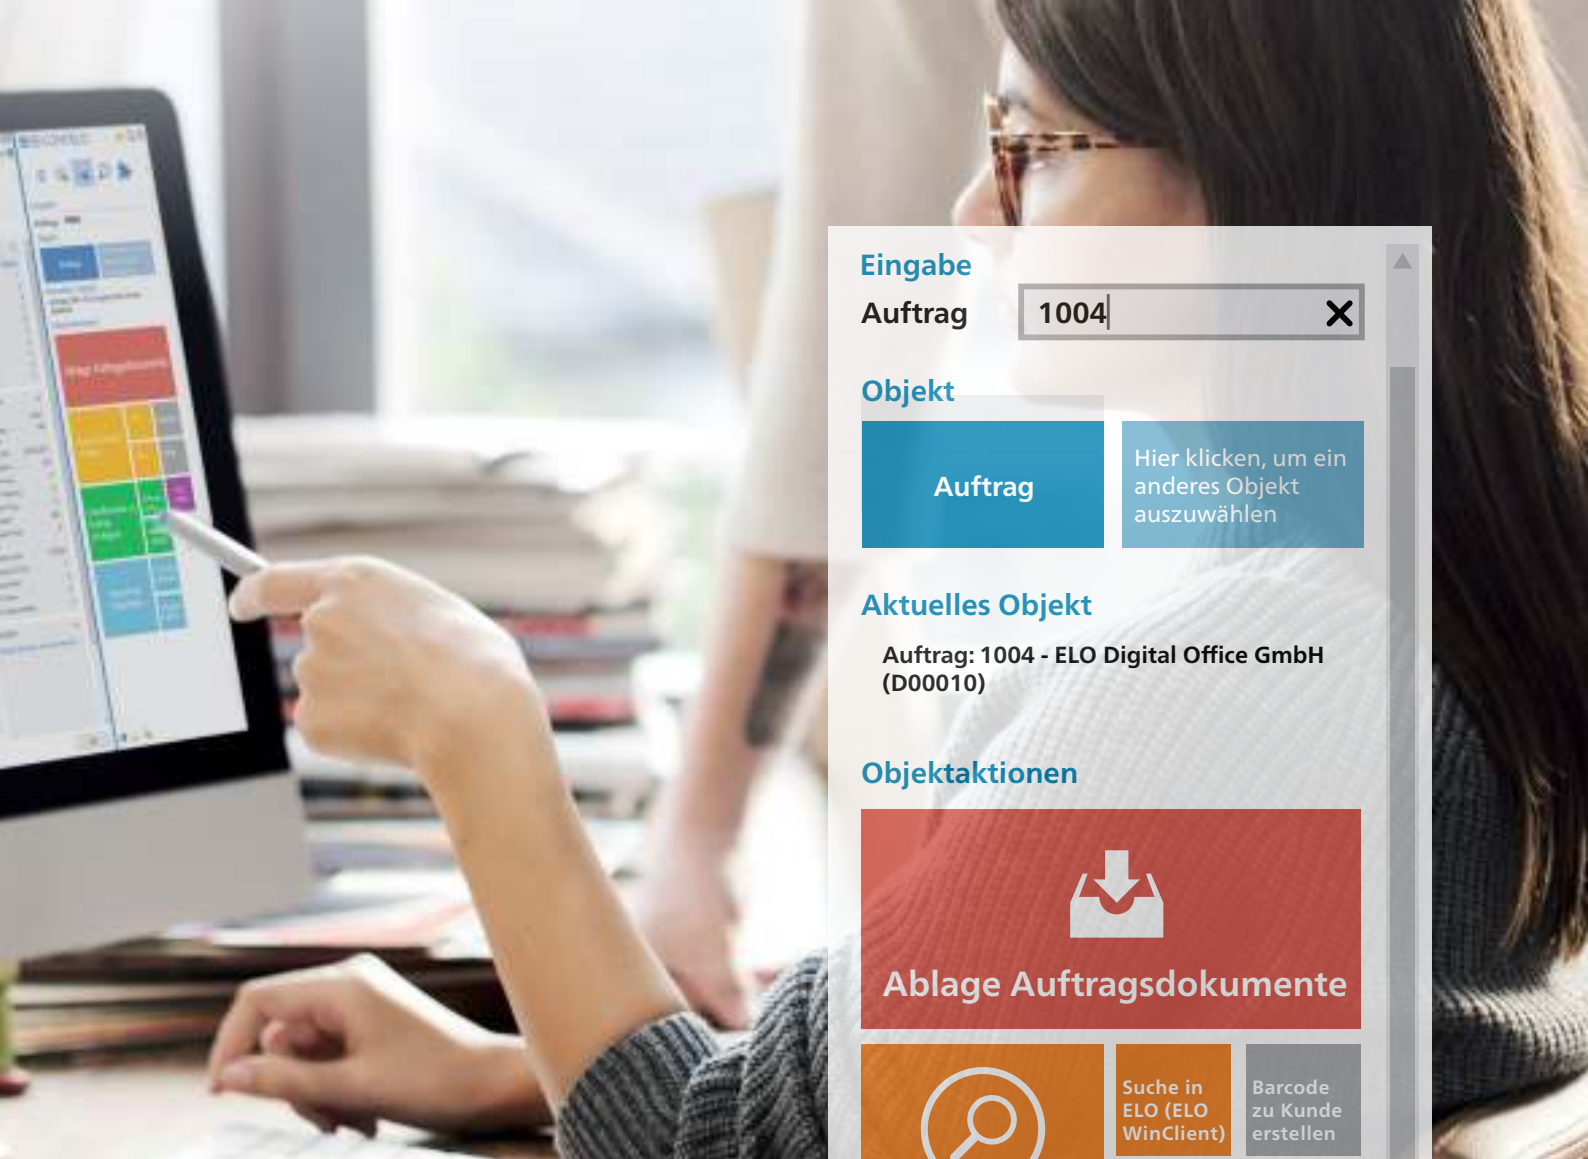 Eingabe
Auftrag 1004
Objekt
Auftrag
Hier klicken, um ein
anderes Objekt
auszuwählen
Aktuelles Objekt
Auftrag: 1004 - ELO Digital Office GmbH
(D00010)
Objektaktionen
Ablage Auftragsdokumente
Suche in
ELO (ELO
WinClient)
Barcode
zu Kunde
erstellen